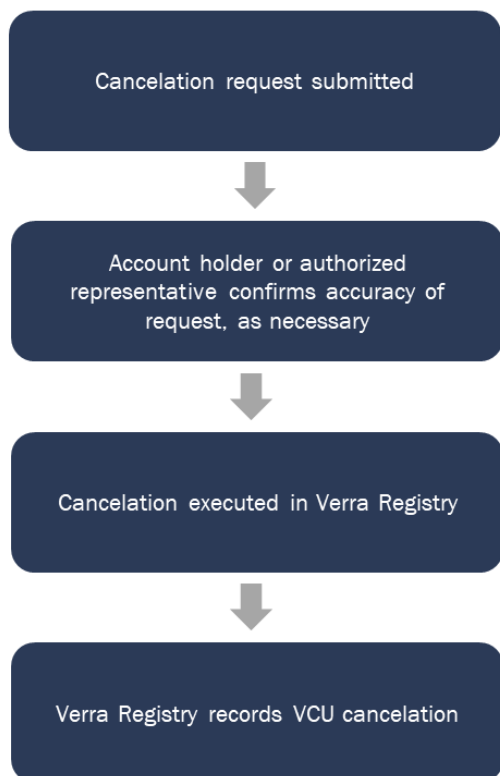 Cancelation request submitted
Account holder or authorized
representative confirms accuracy of
request, as necessary
Cancelation executed in Verra Registry
Verra Registry records VCU cancelation